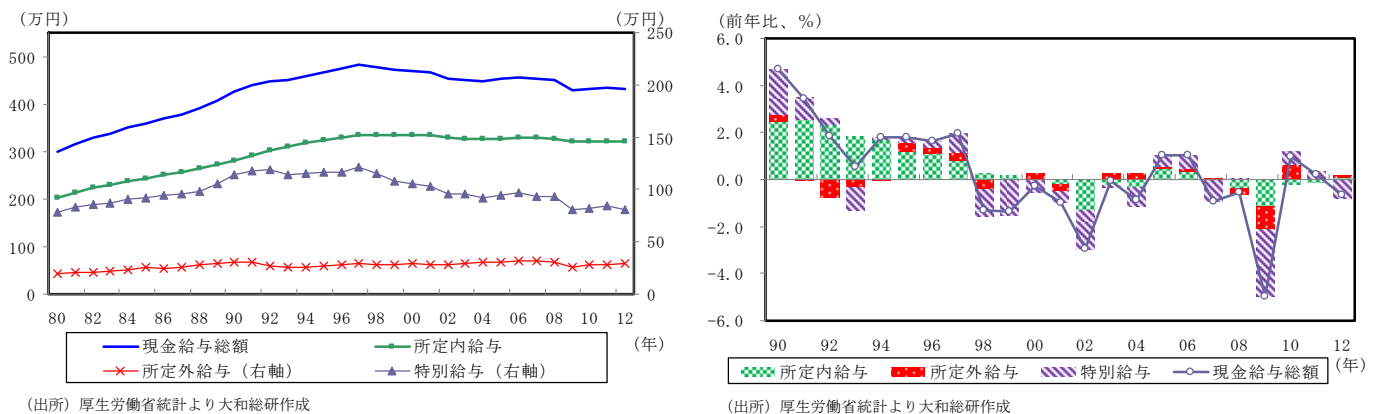 (万円)
(万円)
500
400
300
200
100
0
250
200
150
100
50
0
80 82 84 86 88 90 92 94 96 98 00 02 04 06 08 10 12
(年)
現金給与総額 所定内給与
所定外給与（右軸） 特別給与（右軸）
（出所）厚生労働省統計より大和総研作成
(前年比、%)
6.0
4.0
2.0
0.0
-2.0
-4.0
-6.0
90 92 94 96 98 00 02 04 06 08 10 12
(年)
所定内給与 所定外給与 特別給与 現金給与総額
（出所）厚生労働省統計より大和総研作成